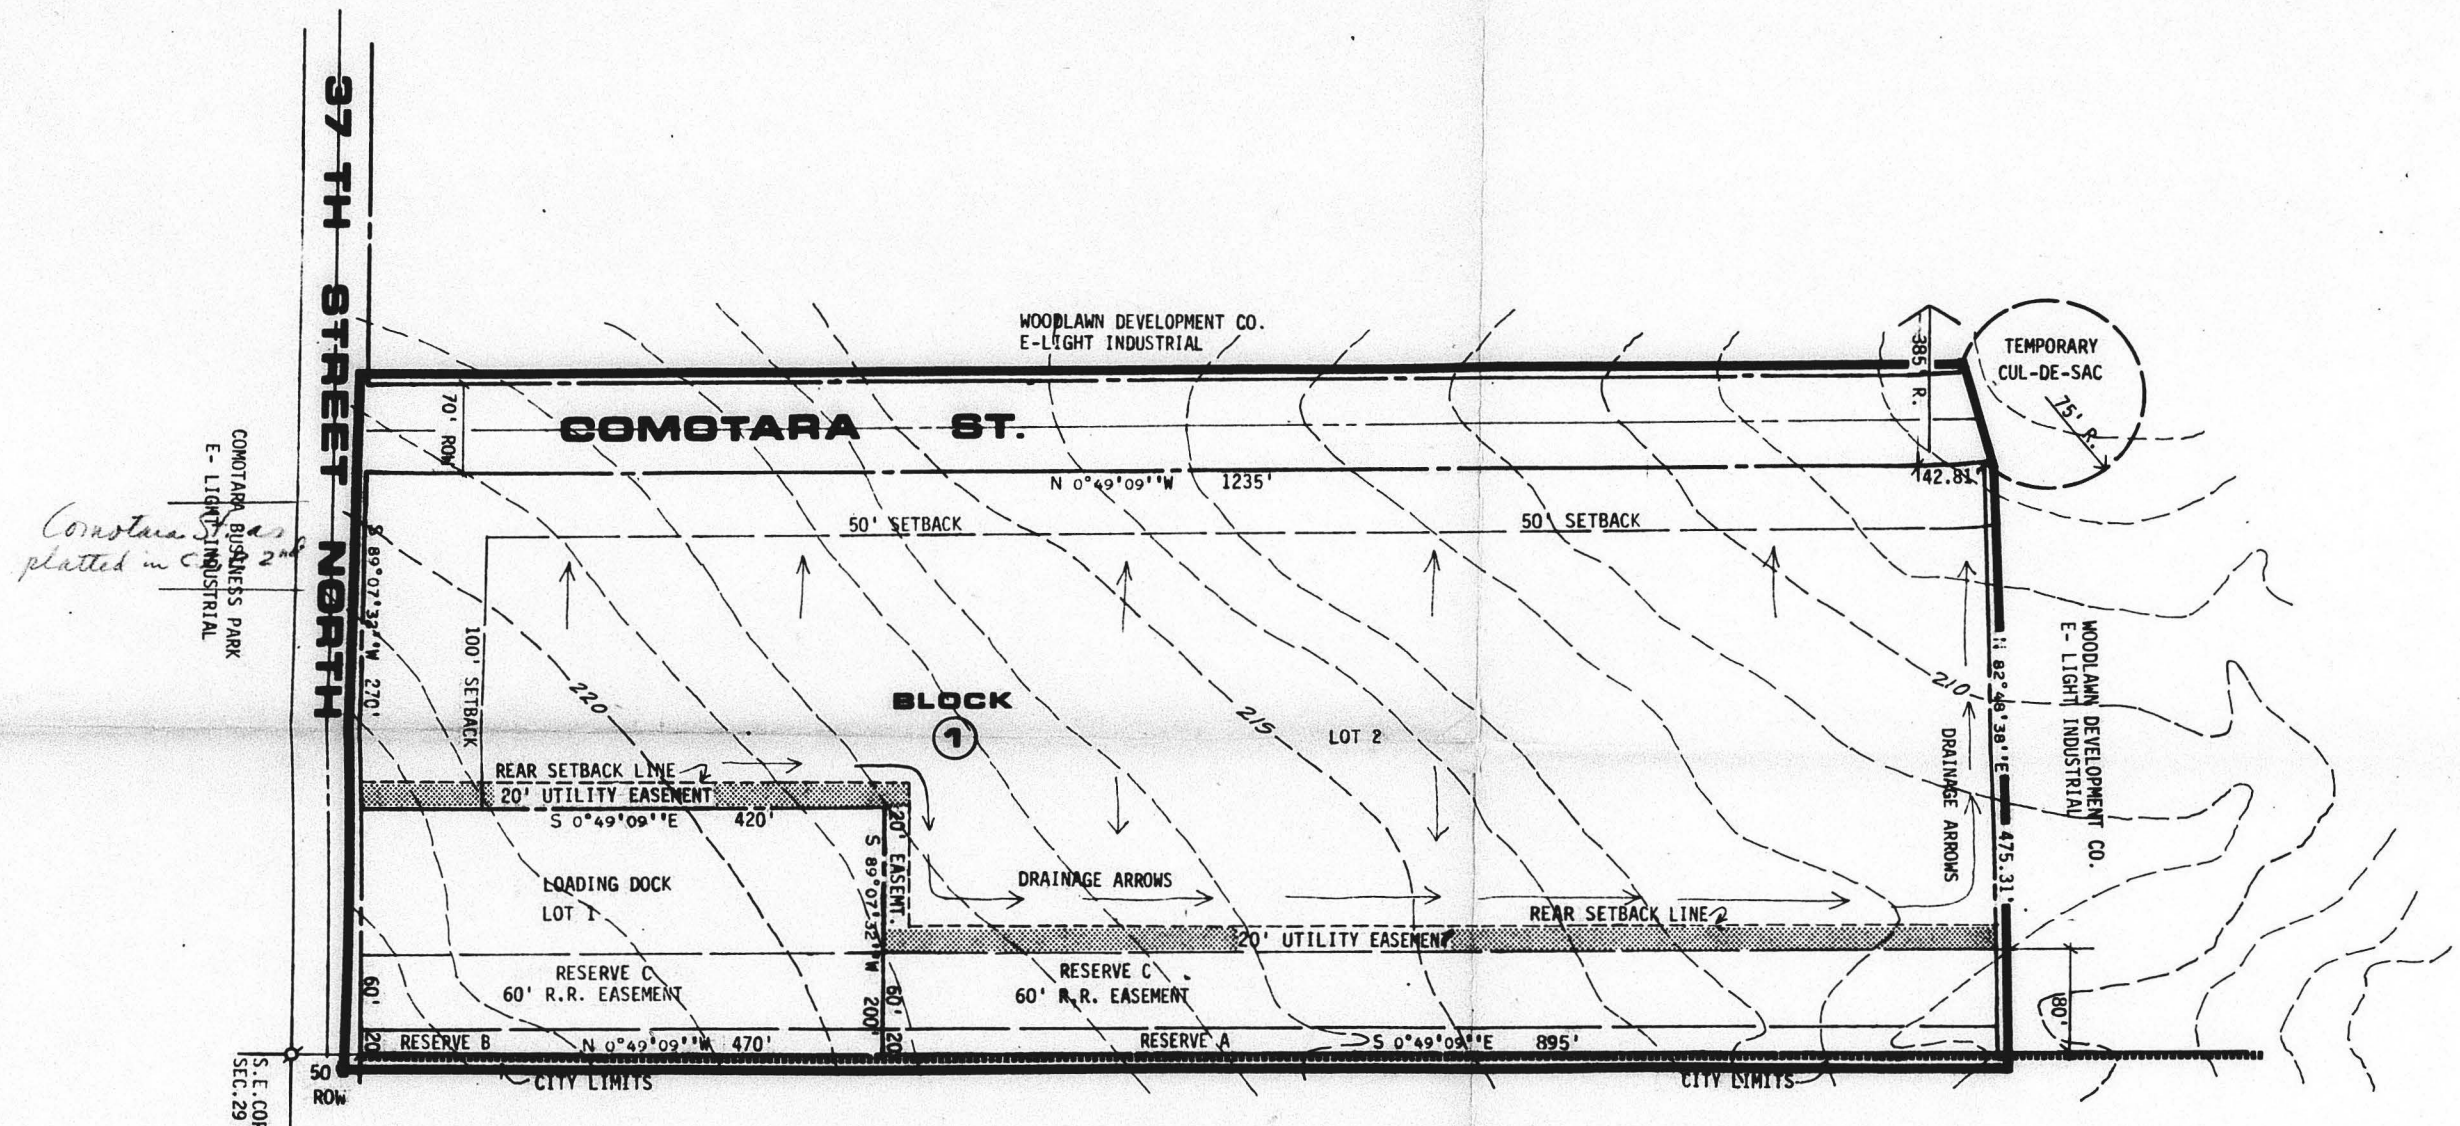 37 TH STREET NORTH
WOODLAWN DEVELOPMENT CO.
E-LIGHT INDUSTRIAL
385' R.
TEMPORARY
CUL-DE-SAC
75' R.
70' ROW
COMOTARA ST.
N 0°49'09''W 1235'
142.81'
COMOTARA BUSINESS PARK
E- LIGHT INDUSTRIAL
Comotara St. as
platted in C.B.P. 2nd
S 89°07'32''W 270'
50' SETBACK
50' SETBACK
100' SETBACK
220
BLOCK
1
215
LOT 2
210
N 82°48'38''E 475.31'
WOODLAWN DEVELOPMENT CO.
E- LIGHT INDUSTRIAL
DRAINAGE ARROWS
REAR SETBACK LINE
20' UTILITY EASEMENT
S 0°49'09''E 420'
20' EASEMT.
S 89°07'32''W 200'
LOADING DOCK
LOT 1
DRAINAGE ARROWS
REAR SETBACK LINE
20' UTILITY EASEMENT
RESERVE C
60' R.R. EASEMENT
60'
RESERVE C
60' R.R. EASEMENT
60'
80'
20'
RESERVE B
N 0°49'09''W 470'
20'
RESERVE A
S 0°49'09''E 895'
50'
ROW
CITY LIMITS
CITY LIMITS
S.E.COR
SEC.29